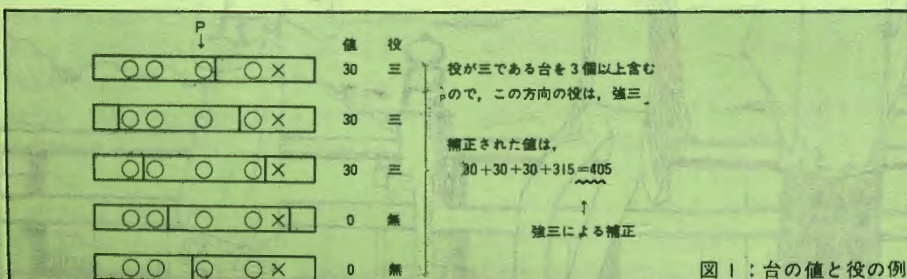 P
↓
値 役
○○ ○ ○× 30 三
○○ ○ ○× 30 三
○○ ○ ○× 30 三
○○ ○ ○× 0 無
○○ ○ ○× 0 無
役が三である台を3個以上含む
ので,この方向の役は,強三
補正された値は,
30+30+30+315=405
↑
強三による補正
図1:台の値と役の例